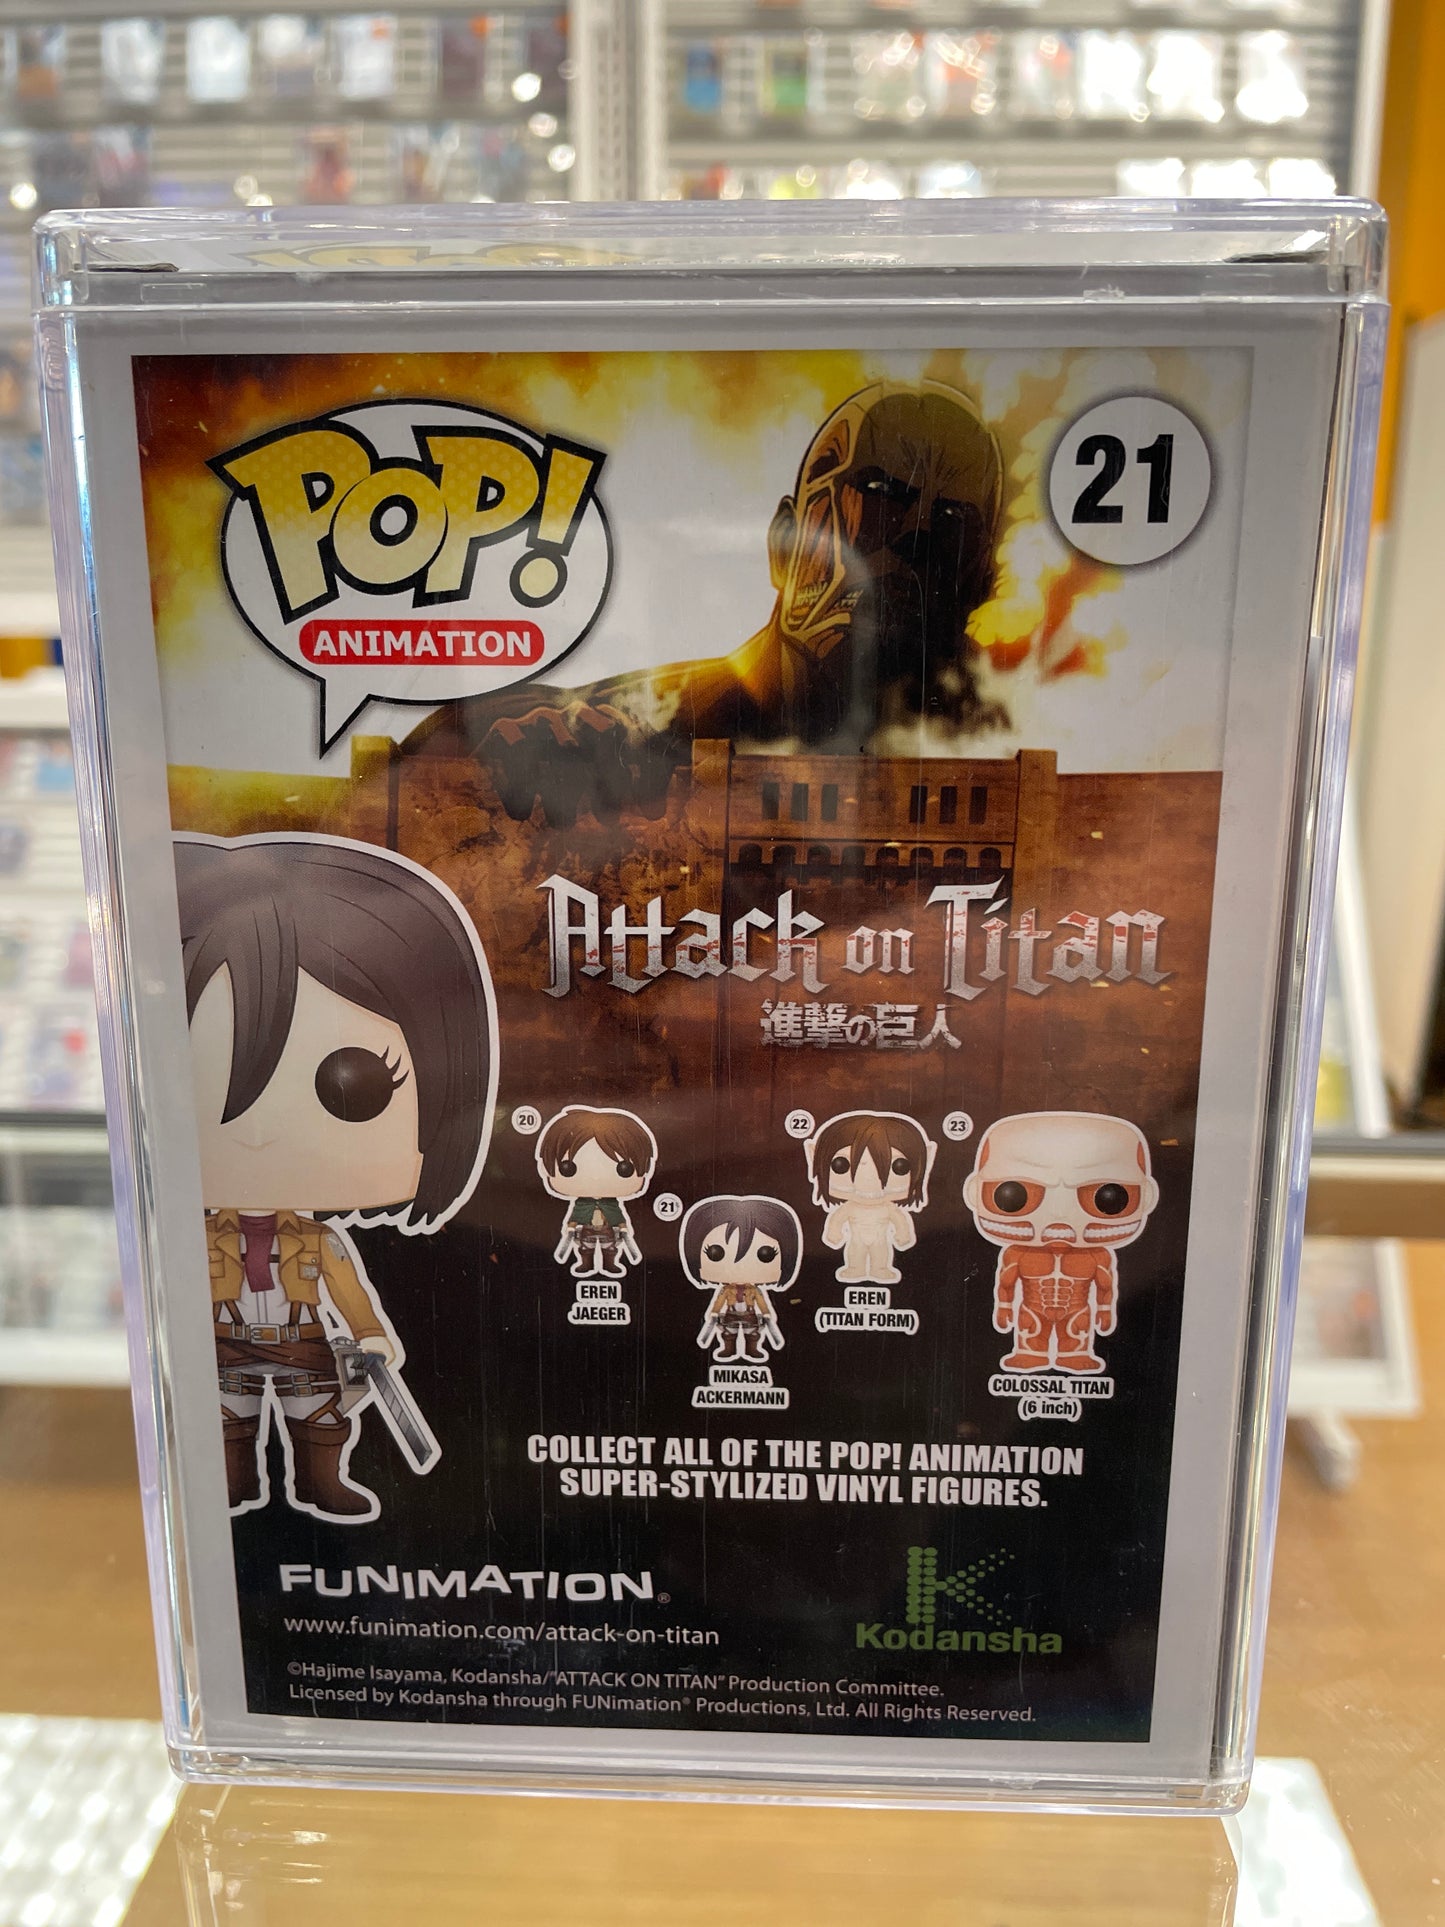 POP!
ANIMATION
21
Attack on Titan
進撃の巨人
20
EREN
JAEGER
21
MIKASA
ACKERMANN
22
EREN
(TITAN FORM)
23
COLOSSAL TITAN
(6 inch)
COLLECT ALL OF THE POP! ANIMATION
SUPER-STYLIZED VINYL FIGURES.
FUNIMATION®
www.funimation.com/attack-on-titan
Kodansha
©Hajime Isayama, Kodansha/"ATTACK ON TITAN" Production Committee.
Licensed by Kodansha through FUNimation® Productions, Ltd. All Rights Reserved.